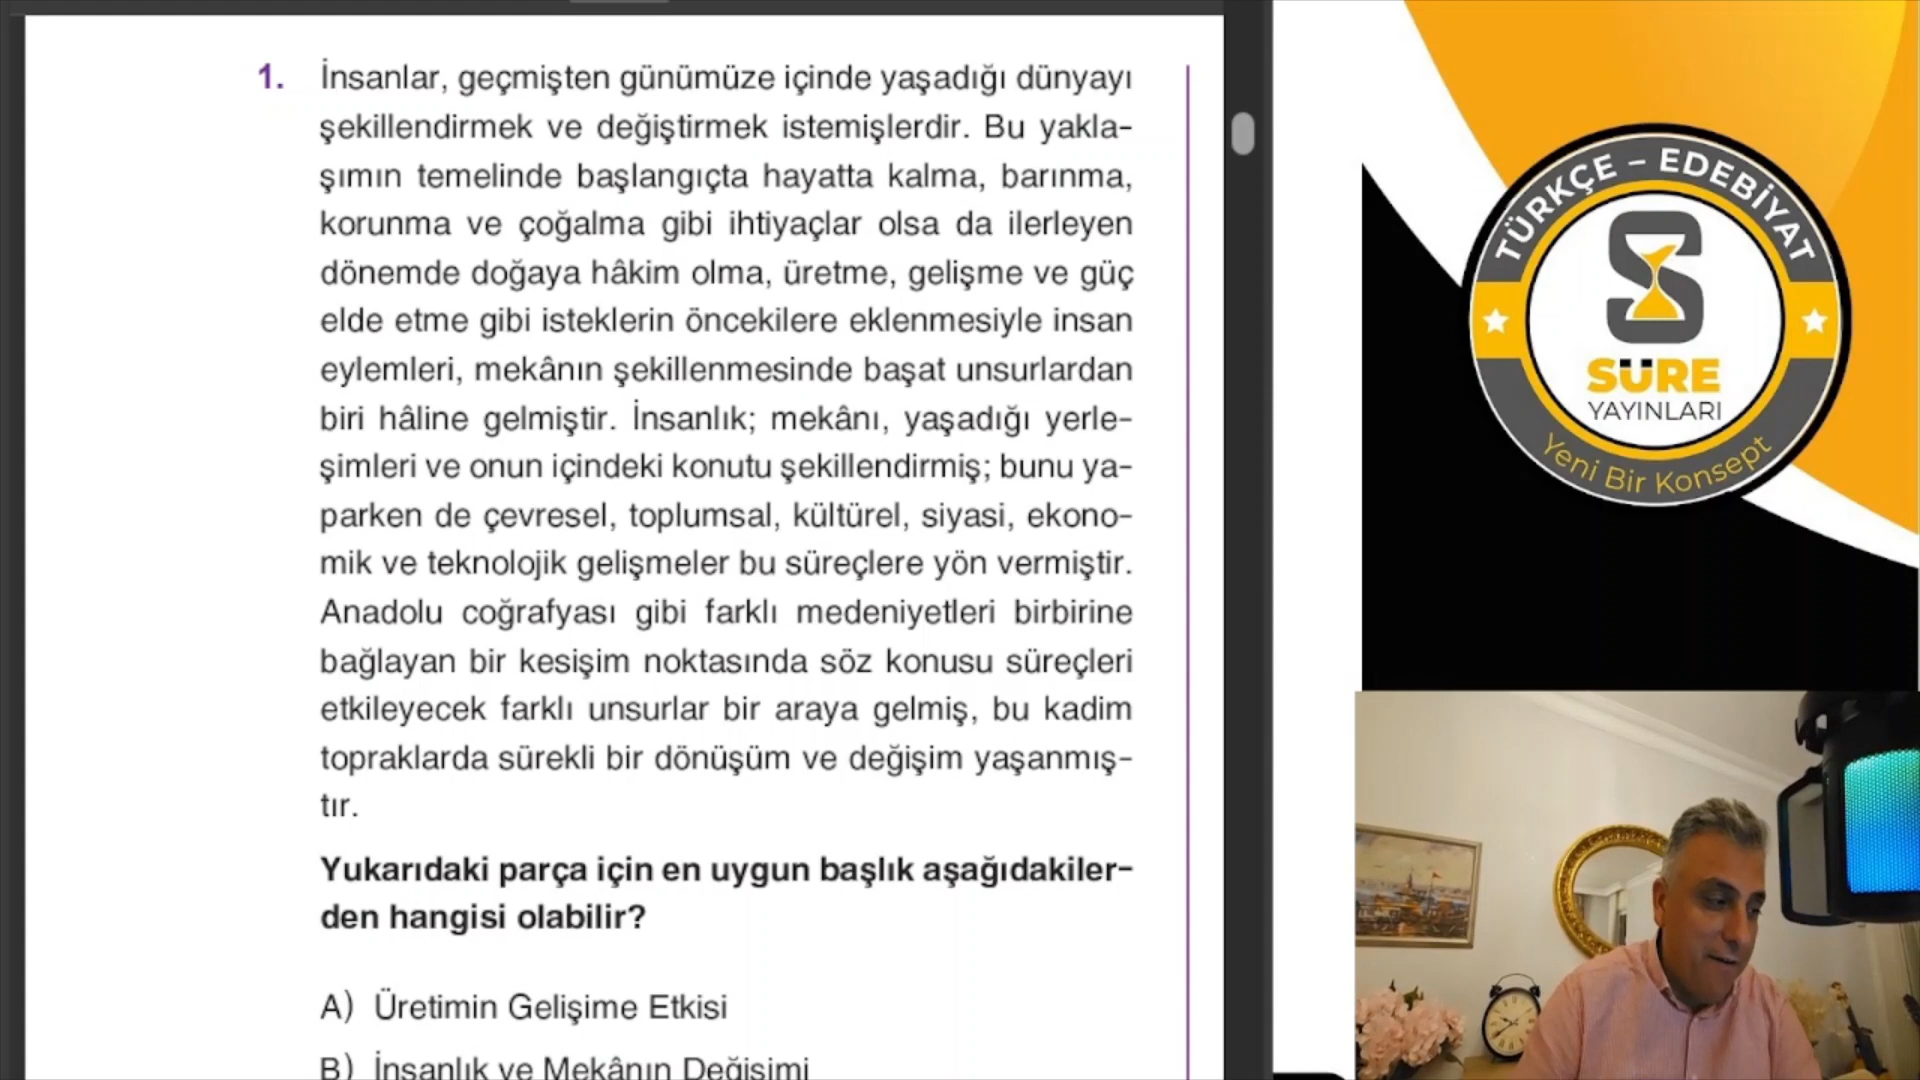 1. İnsanlar, geçmişten günümüze içinde yaşadığı dünyayı
şekillendirmek ve değiştirmek istemişlerdir. Bu yakla-
şımın temelinde başlangıçta hayatta kalma, barınma,
korunma ve çoğalma gibi ihtiyaçlar olsa da ilerleyen
dönemde doğaya hâkim olma, üretme, gelişme ve güç
elde etme gibi isteklerin öncekilere eklenmesiyle insan
eylemleri, mekânın şekillenmesinde başat unsurlardan
biri hâline gelmiştir. İnsanlık; mekânı, yaşadığı yerle-
şimleri ve onun içindeki konutu şekillendirmiş; bunu ya-
parken de çevresel, toplumsal, kültürel, siyasi, ekono-
mik ve teknolojik gelişmeler bu süreçlere yön vermiştir.
Anadolu coğrafyası gibi farklı medeniyetleri birbirine
bağlayan bir kesişim noktasında söz konusu süreçleri
etkileyecek farklı unsurlar bir araya gelmiş, bu kadim
topraklarda sürekli bir dönüşüm ve değişim yaşanmış-
tır.
Yukarıdaki parça için en uygun başlık aşağıdakiler-
den hangisi olabilir?
A) Üretimin Gelişime Etkisi
B) İnsanlık ve Mekânın Değişimi
TÜRKÇE – EDEBİYAT
SÜRE
YAYINLARI
Yeni Bir Konsept